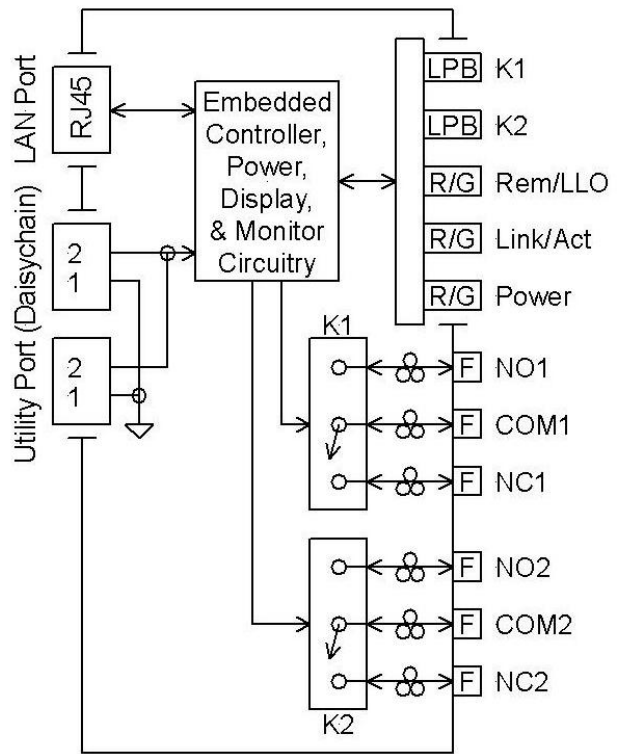 LAN Port
RJ45
Utility Port (Daisychain)
2
1
2
1
Embedded
Controller,
Power,
Display,
& Monitor
Circuitry
LPB K1
LPB K2
R/G Rem/LLO
R/G Link/Act
R/G Power
K1
F NO1
F COM1
F NC1
F NO2
F COM2
F NC2
K2